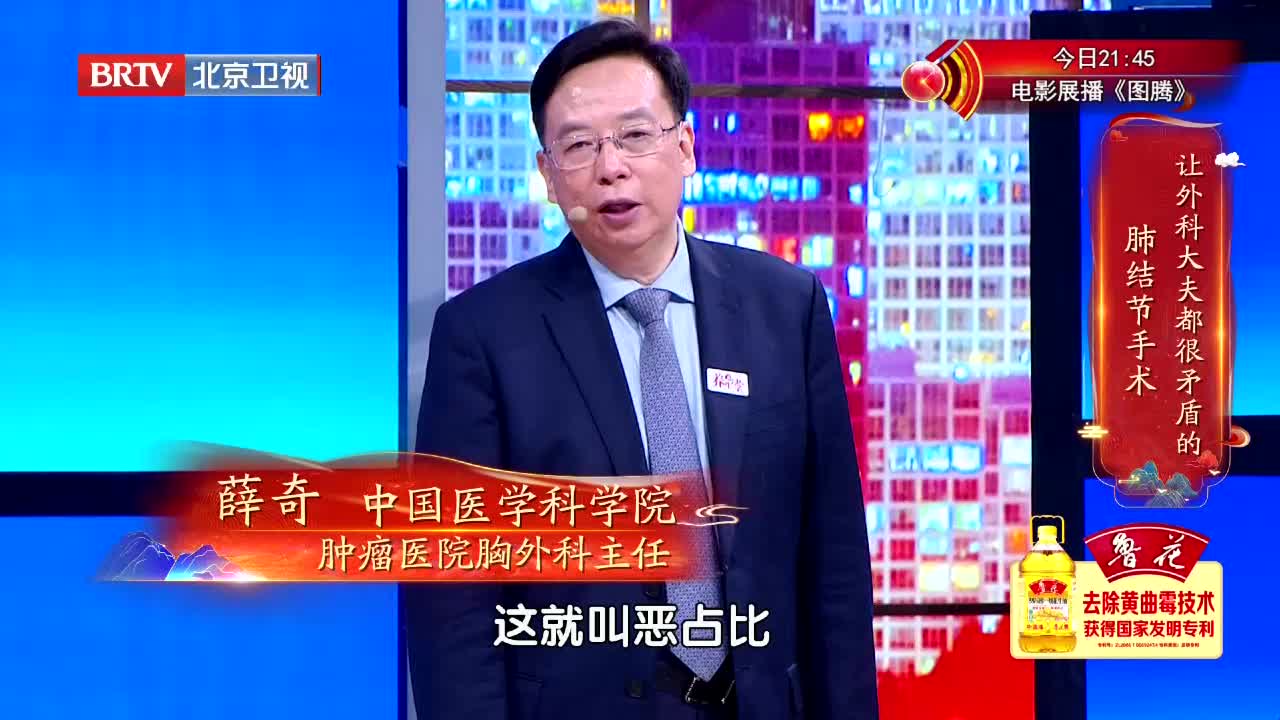 BRTV 北京卫视
今日21:45
电影展播《图腾》
让外科大夫都很矛盾的
肺结节手术
养生堂
薛奇 中国医学科学院
肿瘤医院胸外科主任
这就叫恶占比
鲁花
去除黄曲霉技术
获得国家发明专利